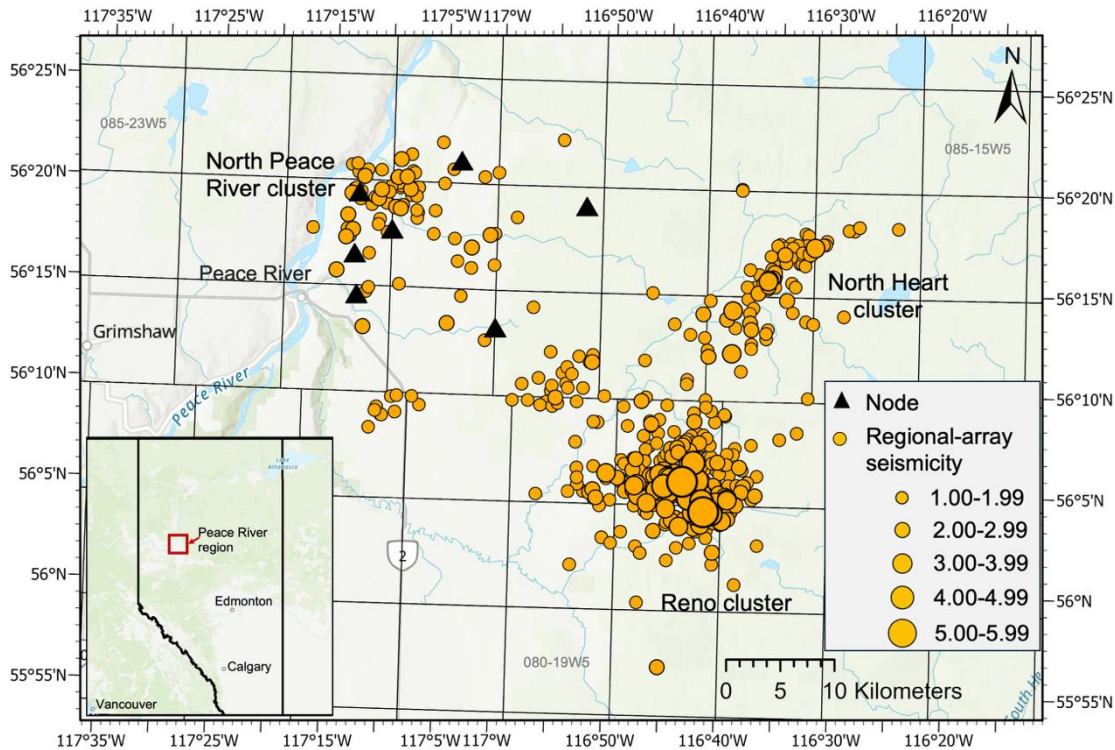 117°35'W 117°25'W 117°15'W 117°5'W 117°W 116°50'W 116°40'W 116°30'W 116°20'W
56°25'N
56°20'N
56°15'N
56°10'N
56°5'N
56°N
55°55'N
085-23W5
North Peace
River cluster
N
085-15W5
Peace River
Grimshaw
Peace River
North Heart
cluster
Node
Regional-array
seismicity
1.00-1.99
2.00-2.99
3.00-3.99
4.00-4.99
5.00-5.99
2
Reno cluster
080-19W5
0 5 10 Kilometers
Lake
Athabasca
Peace River
region
Edmonton
Calgary
Vancouver
South He
56°25'N
56°20'N
56°15'N
56°10'N
56°5'N
56°N
55°55'N
117°35'W 117°25'W 117°15'W 117°5'W 117°W 116°50'W 116°40'W 116°30'W 116°20'W